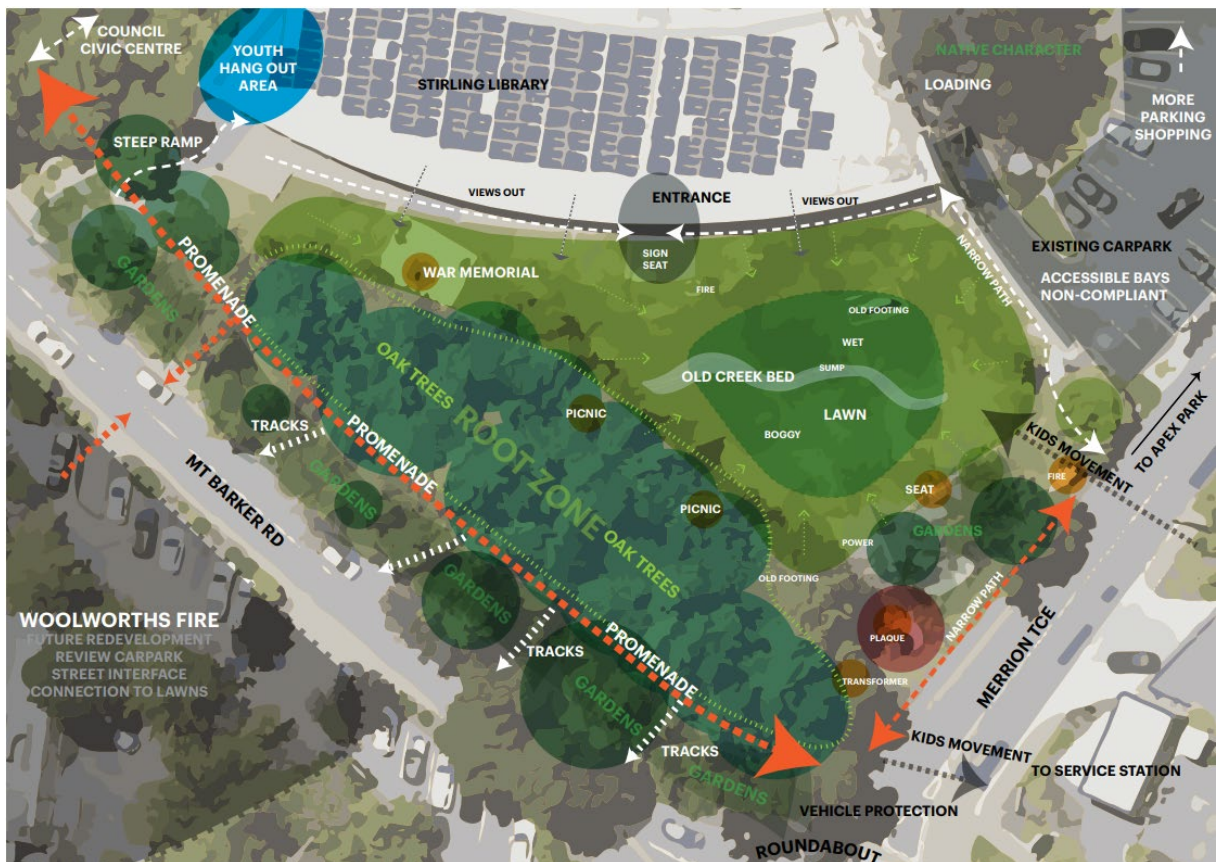 COUNCIL
CIVIC CENTRE
YOUTH
HANG OUT
AREA
STIRLING LIBRARY
NATIVE CHARACTER
LOADING
MORE
PARKING
SHOPPING
STEEP RAMP
VIEWS OUT
ENTRANCE
VIEWS OUT
SIGN
SEAT
NARROW PATH
EXISTING CARPARK
ACCESSIBLE BAYS
NON-COMPLIANT
PROMENADE
GARDENS
WAR MEMORIAL
FIRE
OLD FOOTING
WET
SUMP
OLD CREEK BED
LAWN
BOGGY
OAK TREES
ROOT ZONE
OAK TREES
PICNIC
PICNIC
TRACKS
PROMENADE
GARDENS
MT BARKER RD
SEAT
FIRE
KIDS MOVEMENT
TO APEX PARK
GARDENS
POWER
OLD FOOTING
NARROW PATH
PLAQUE
TRANSFORMER
MERRION TCE
GARDENS
PROMENADE
TRACKS
GARDENS
TRACKS
GARDENS
WOOLWORTHS FIRE
FUTURE REDEVELOPMENT
REVIEW CARPARK
STREET INTERFACE
CONNECTION TO LAWNS
KIDS MOVEMENT
TO SERVICE STATION
VEHICLE PROTECTION
ROUNDABOUT